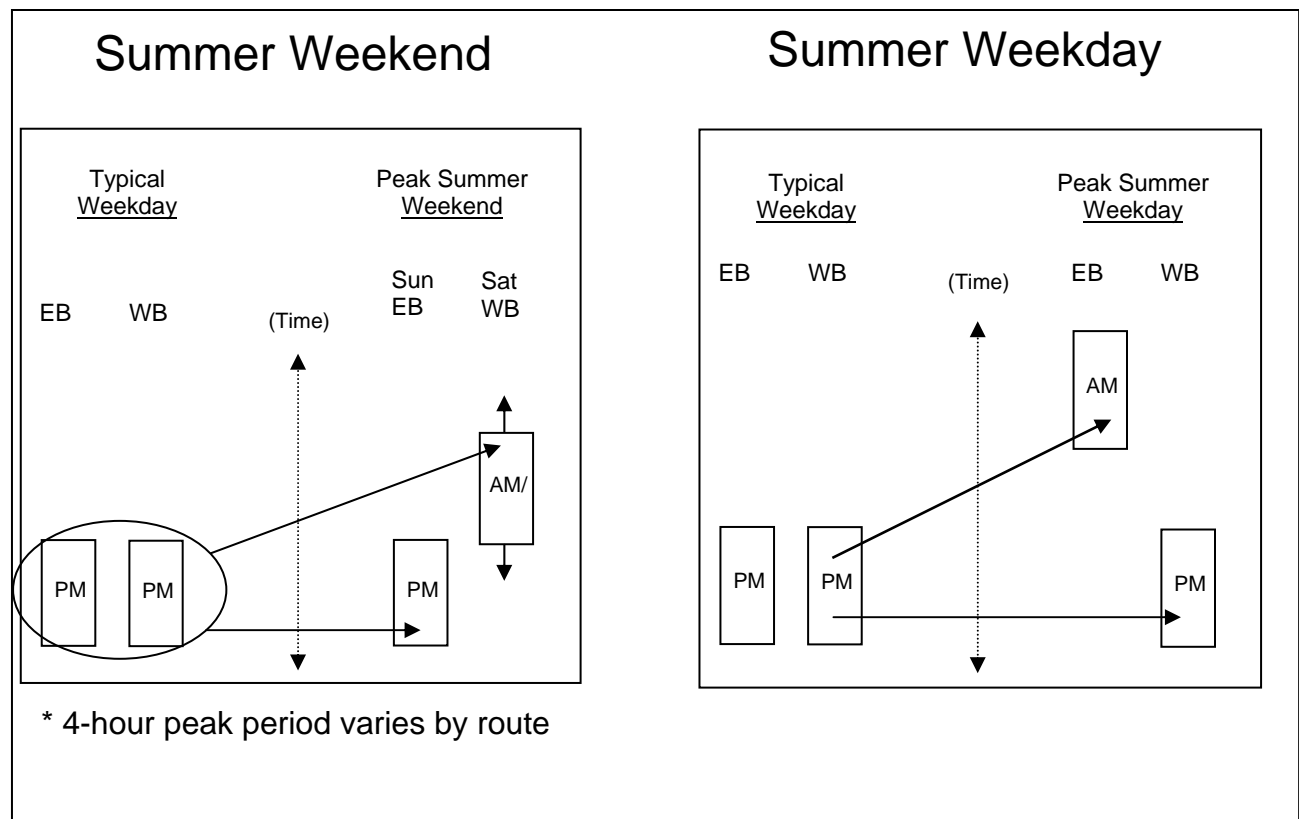 Summer Weekend
Typical
Weekday
Peak Summer
Weekend
EB
WB
(Time)
Sun
EB
Sat
WB
AM/
PM
PM
PM
* 4-hour peak period varies by route
Summer Weekday
Typical
Weekday
Peak Summer
Weekday
EB
WB
(Time)
EB
WB
AM
PM
PM
PM